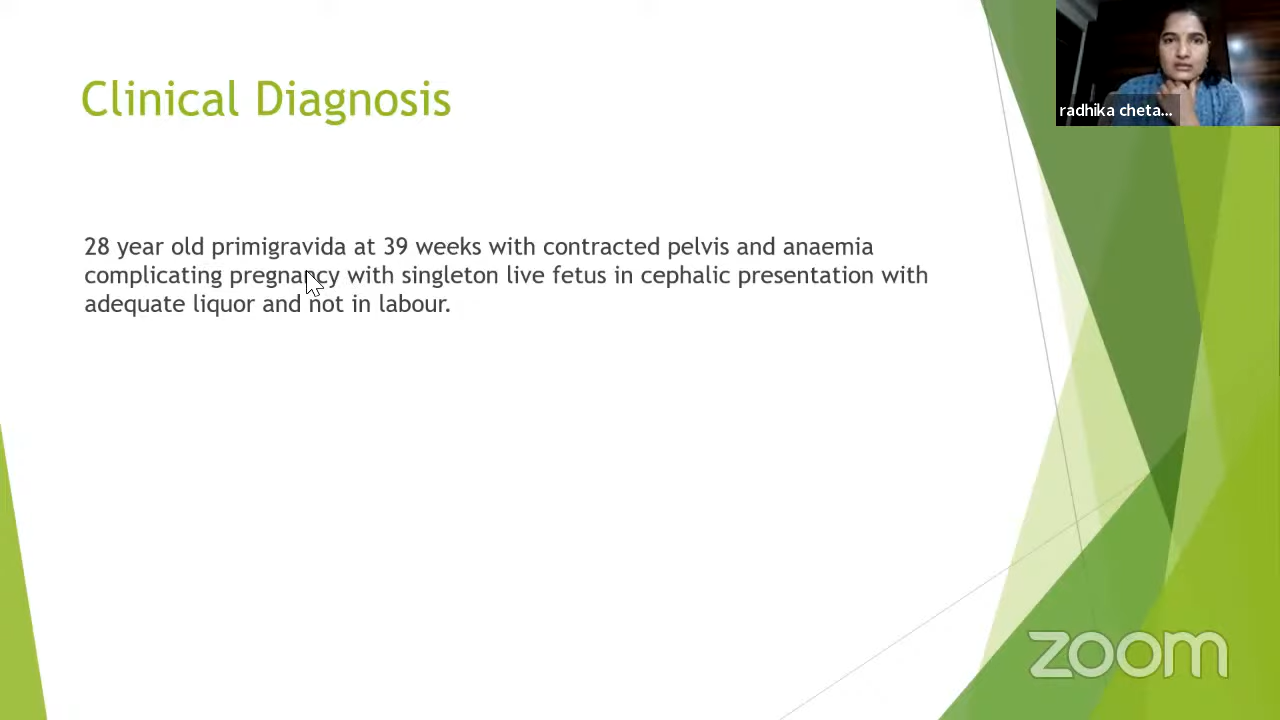 Clinical Diagnosis
radhika cheta...
28 year old primigravida at 39 weeks with contracted pelvis and anaemia
complicating pregnancy with singleton live fetus in cephalic presentation with
adequate liquor and not in labour.
zoom